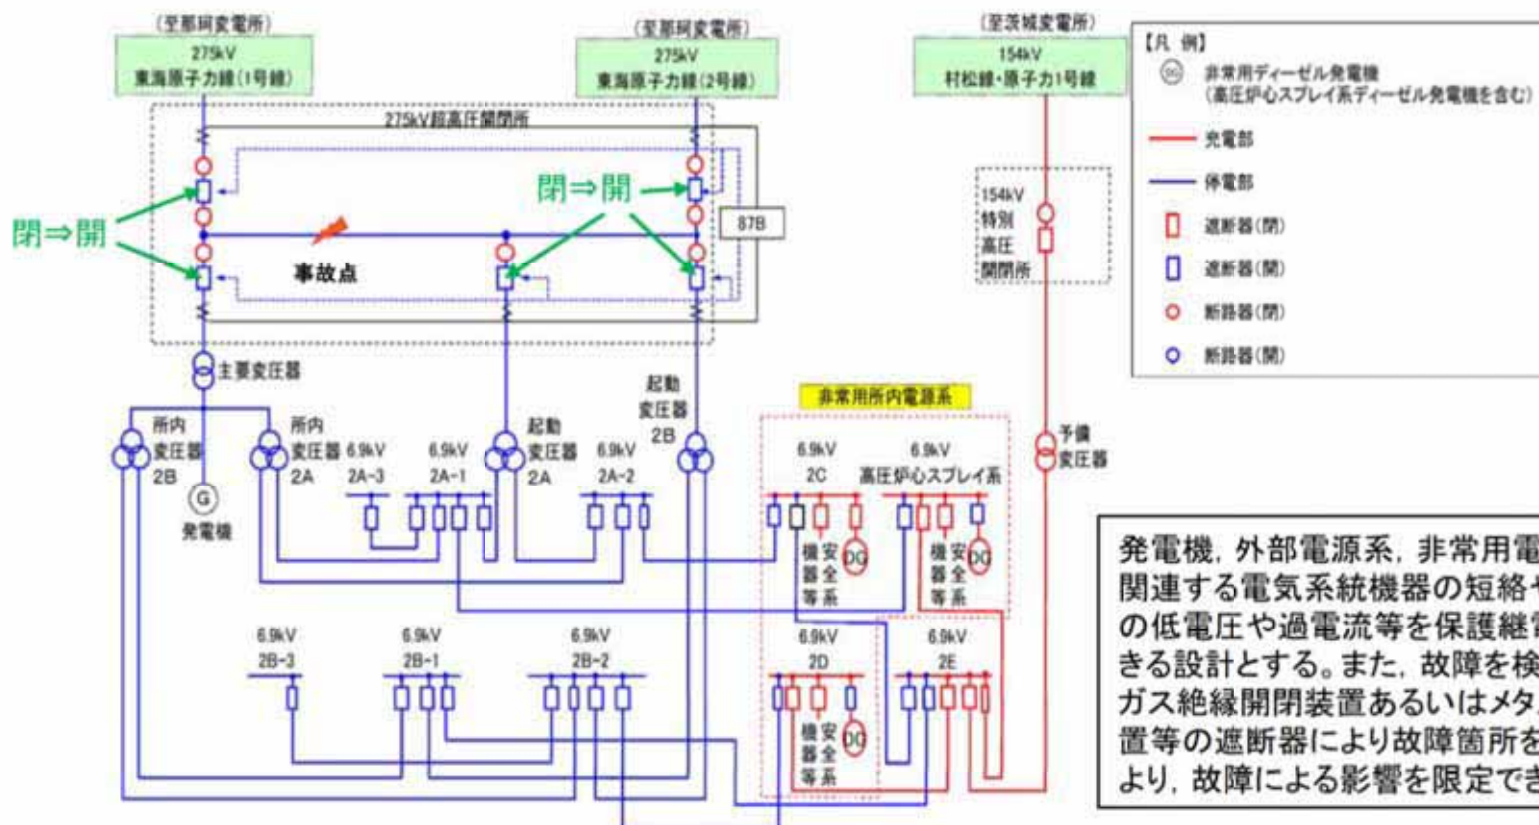 (至那珂変電所)
275kV
東海原子力線(1号線)
(至那珂変電所)
275kV
東海原子力線(2号線)
(至茨城変電所)
154kV
村松線・原子力1号線
【凡 例】
DG
非常用ディーゼル発電機
(高圧炉心スプレイ系ディーゼル発電機を含む)
充電部
停電部
遮断器(閉)
遮断器(開)
断路器(閉)
断路器(開)
275kV超高圧開閉所
閉⇒開
閉⇒開
87B
事故点
154kV
特別
高圧
開閉所
主要変圧器
所内
変圧器
2B
G
発電機
所内
変圧器
2A
6.9kV
2A-3
6.9kV
2A-1
起動
変圧器
2A
6.9kV
2A-2
起動
変圧器
2B
非常用所内電源系
6.9kV
2C
6.9kV
高圧炉心スプレイ系
予備
変圧器
安全系
機器等
DG
安全系
機器等
DG
6.9kV
2B-3
6.9kV
2B-1
6.9kV
2B-2
6.9kV
2D
6.9kV
2E
安全系
機器等
DG
発電機,外部電源系,非常用電
関連する電気系統機器の短絡や
の低電圧や過電流等を保護継電
きる設計とする。また,故障を検
ガス絶縁開閉装置あるいはメタ
置等の遮断器により故障箇所を
より,故障による影響を限定でき